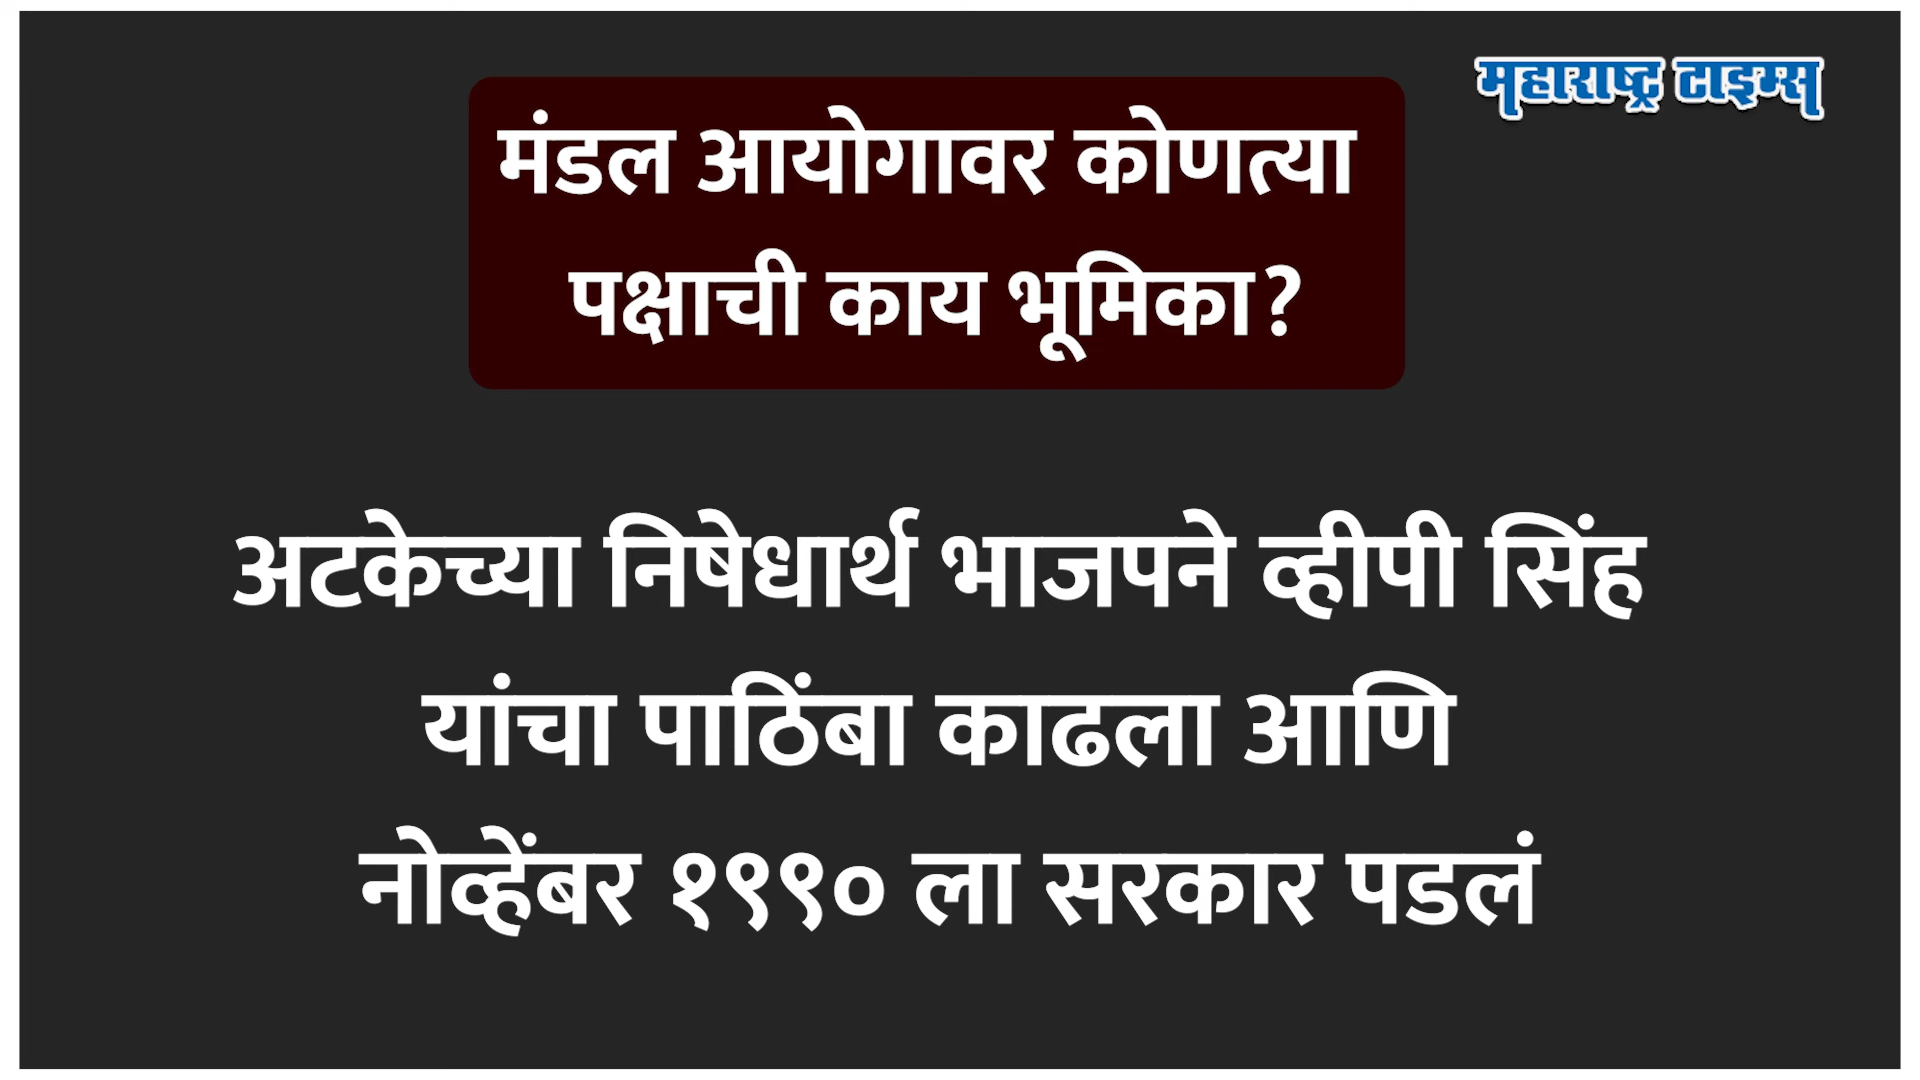 महाराष्ट्र टाइम्स
मंडल आयोगावर कोणत्या
पक्षाची काय भूमिका?
अटकेच्या निषेधार्थ भाजपने व्हीपी सिंह
यांचा पाठिंबा काढला आणि
नोव्हेंबर १९९० ला सरकार पडलं